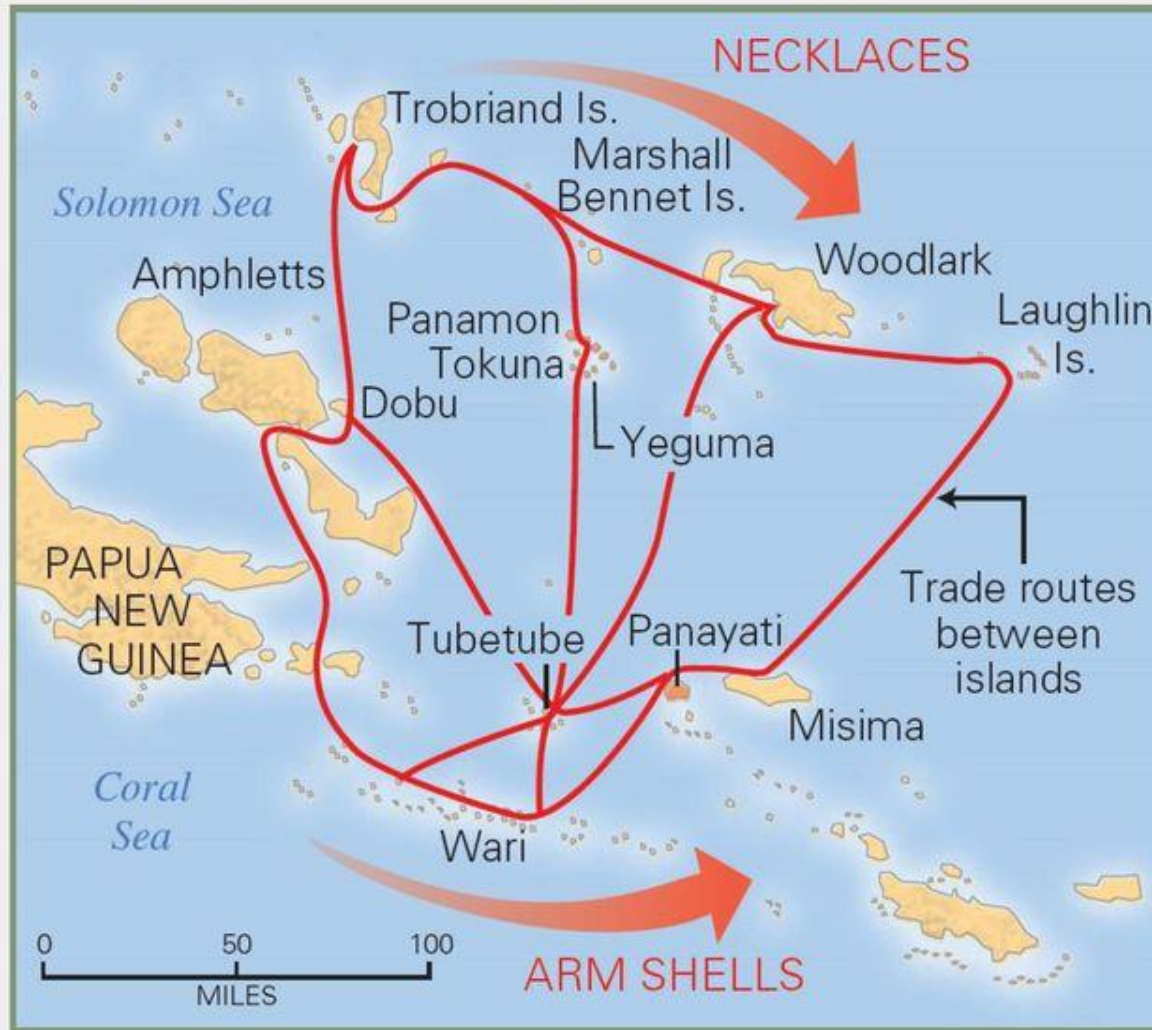 NECKLACES
Trobriand Is.
Marshall
Bennet Is.
Solomon Sea
Amphletts
Woodlark
Laughlin
Is.
Panamon
Tokuna
Dobu
Yeguma
PAPUA
NEW
GUINEA
Tubetube
Panayati
Trade routes
between
islands
Misima
Coral
Sea
Wari
0 50 100
MILES
ARM SHELLS